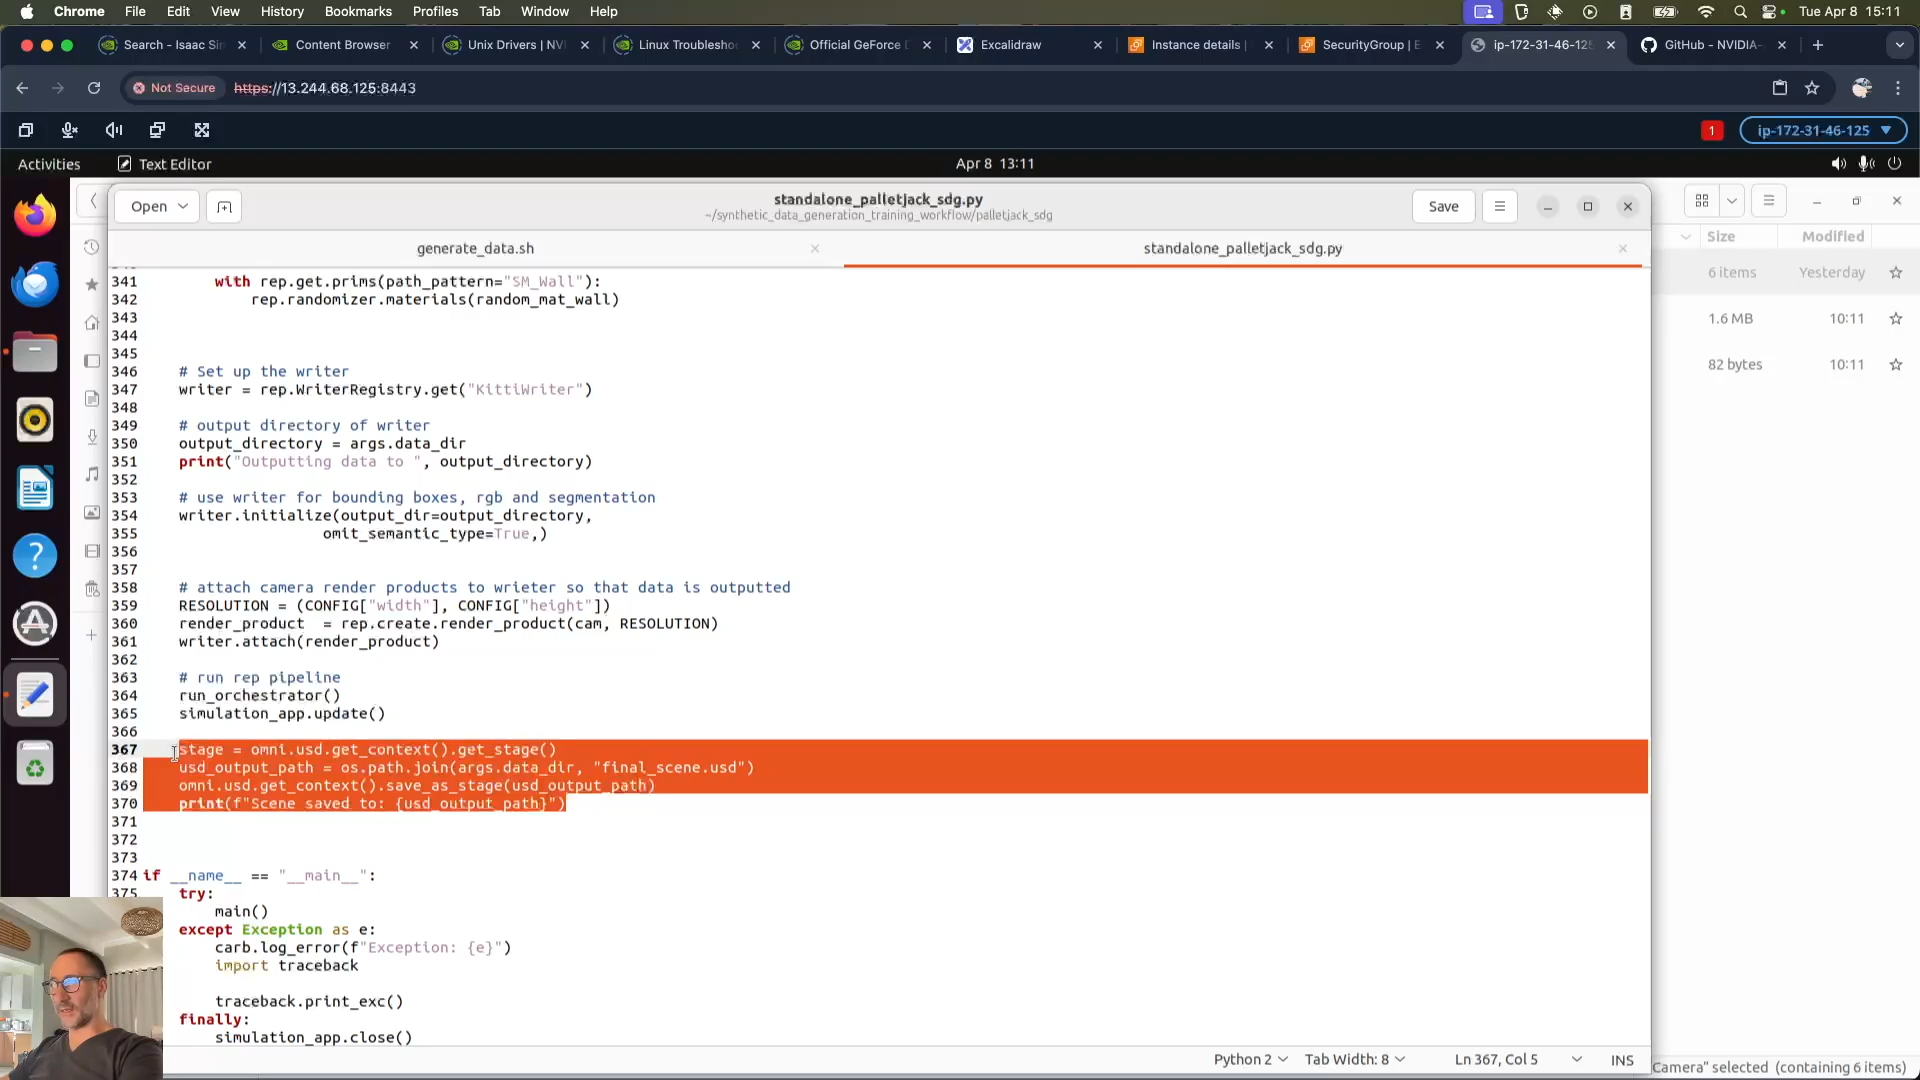 Chrome File Edit View History Bookmarks Profiles Tab Window Help Tue Apr 8 15:11
Search - Isaac Sim Content Browser Unix Drivers | NVI Linux Troublesho Official GeForce D Excalidraw Instance details | SecurityGroup | E ip-172-31-46-125 GitHub - NVIDIA-
Not Secure https://13.244.68.125:8443
1 ip-172-31-46-125
Activities Text Editor Apr 8 13:11
Open standalone_palletjack_sdg.py Save
~/synthetic_data_generation_training_workflow/palletjack_sdg
generate_data.sh standalone_palletjack_sdg.py
Size Modified
6 items Yesterday
1.6 MB 10:11
82 bytes 10:11
341 with rep.get.prims(path_pattern="SM_Wall"):
342 rep.randomizer.materials(random_mat_wall)
343
344
345
346 # Set up the writer
347 writer = rep.WriterRegistry.get("KittiWriter")
348
349 # output directory of writer
350 output_directory = args.data_dir
351 print("Outputting data to ", output_directory)
352
353 # use writer for bounding boxes, rgb and segmentation
354 writer.initialize(output_dir=output_directory,
355 omit_semantic_type=True,)
356
357
358 # attach camera render products to wrieter so that data is outputted
359 RESOLUTION = (CONFIG["width"], CONFIG["height"])
360 render_product = rep.create.render_product(cam, RESOLUTION)
361 writer.attach(render_product)
362
363 # run rep pipeline
364 run_orchestrator()
365 simulation_app.update()
366
367 stage = omni.usd.get_context().get_stage()
368 usd_output_path = os.path.join(args.data_dir, "final_scene.usd")
369 omni.usd.get_context().save_as_stage(usd_output_path)
370 print(f"Scene saved to: {usd_output_path}")
371
372
373
374 if __name__ == "__main__":
375 try:
main()
except Exception as e:
carb.log_error(f"Exception: {e}")
import traceback
traceback.print_exc()
finally:
simulation_app.close()
Python 2 Tab Width: 8 Ln 367, Col 5 INS
Camera" selected (containing 6 items)